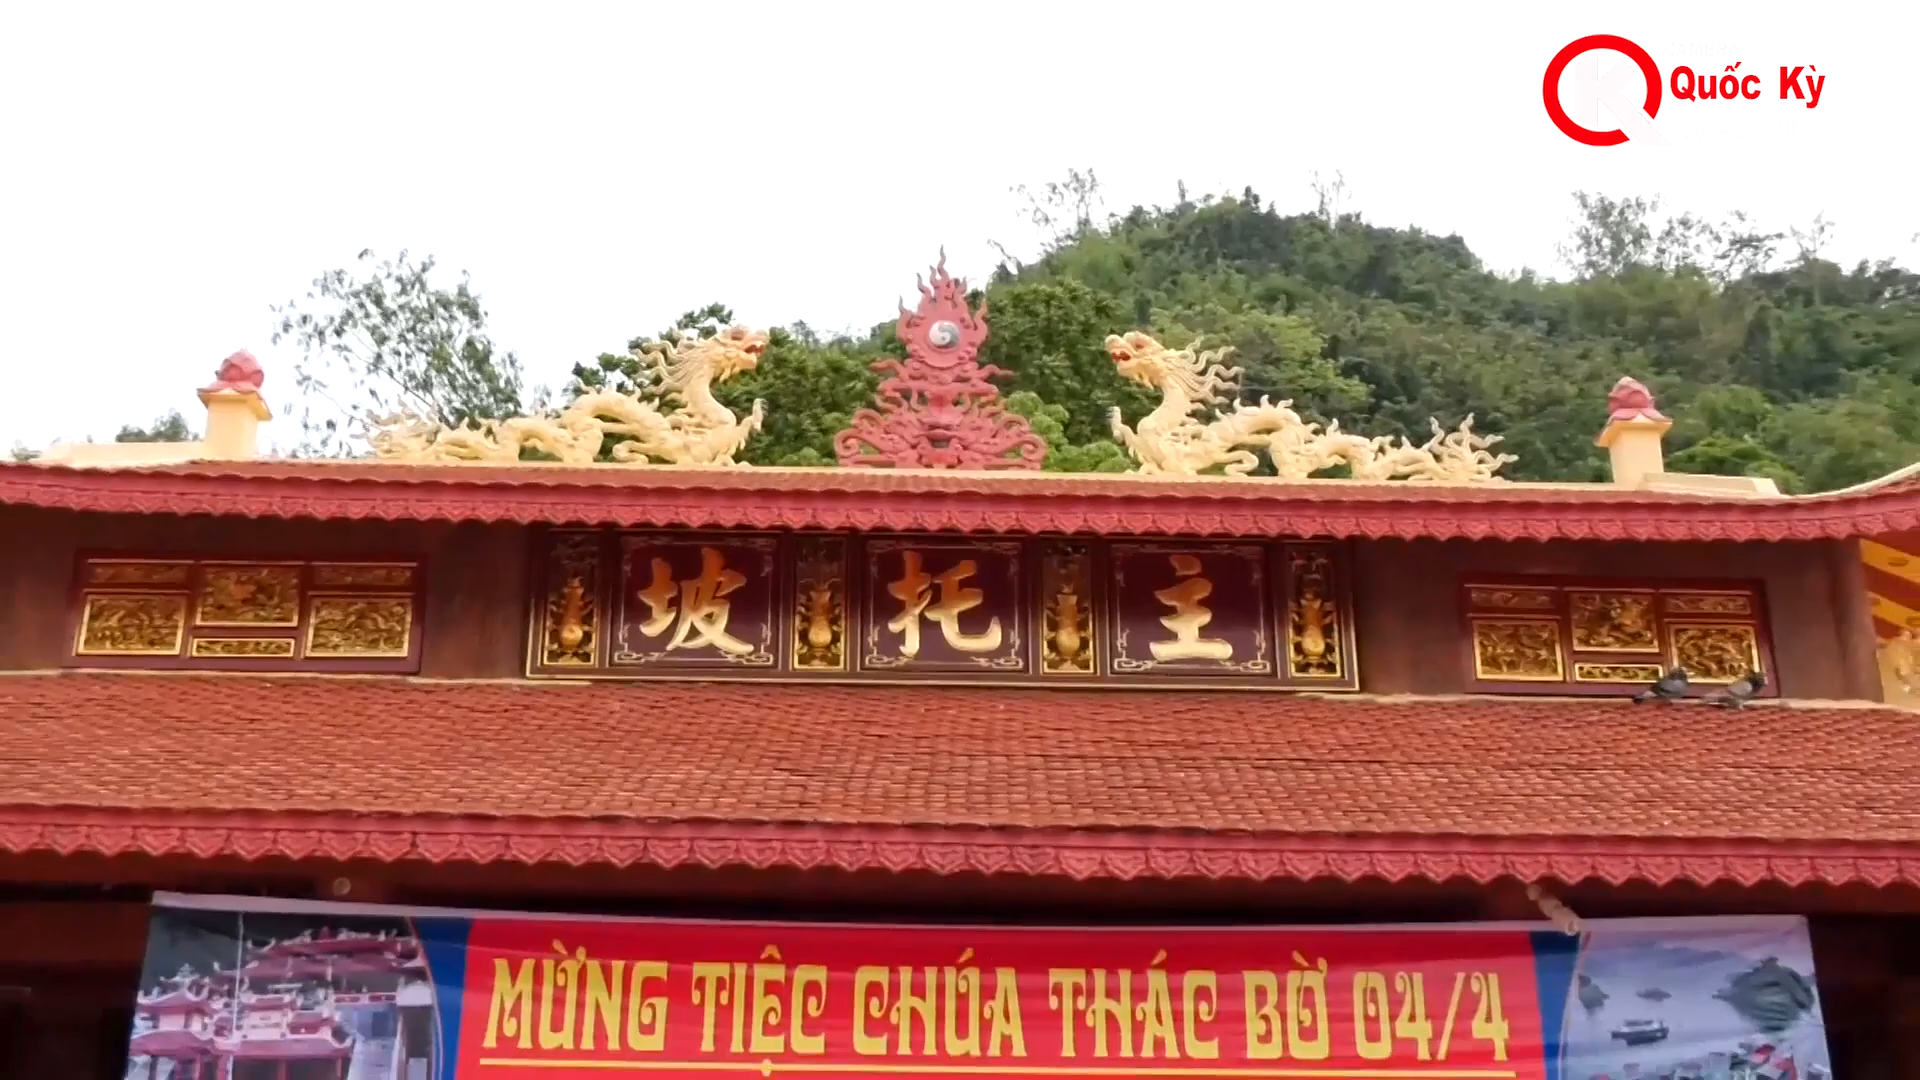 Quốc Kỳ
坡托主
MỪNG TIỆC CHÚA THÁC BỜ 04/4